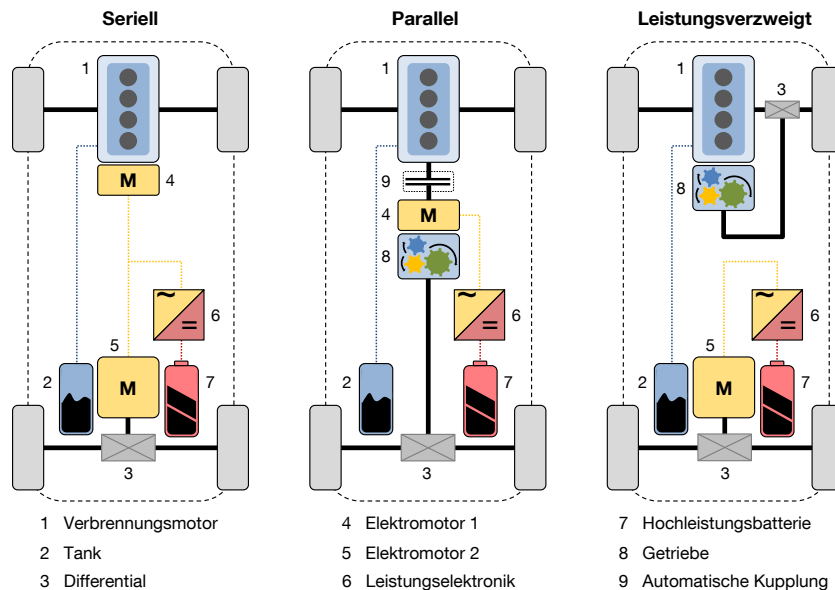 Seriell
Parallel
Leistungsverzweigt
1
M
4
5
M
2
~
=
6
7
3
1
9
4
M
8
2
~
=
6
7
3
1
3
8
5
M
2
~
=
6
7
3
1 Verbrennungsmotor
2 Tank
3 Differential
4 Elektromotor 1
5 Elektromotor 2
6 Leistungselektronik
7 Hochleistungsbatterie
8 Getriebe
9 Automatische Kupplung